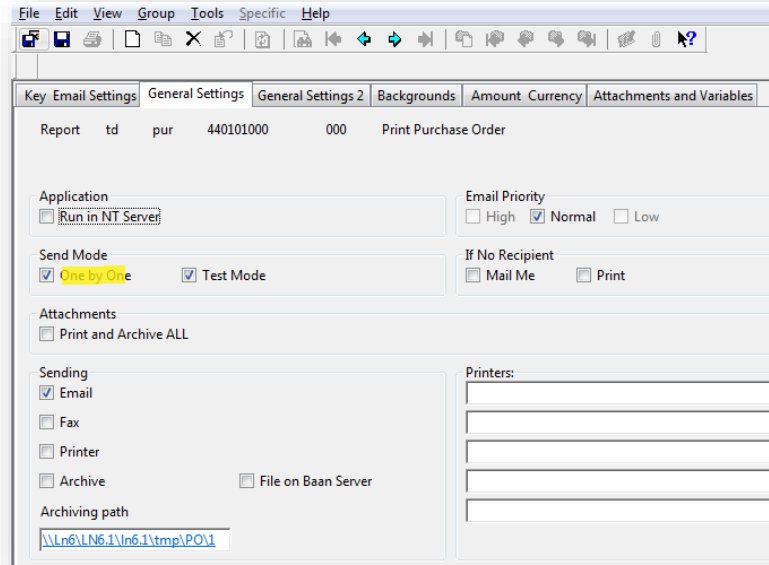 File Edit View Group Tools Specific Help
Key Email Settings General Settings General Settings 2 Backgrounds Amount Currency Attachments and Variables
Report td pur 440101000 000 Print Purchase Order
Application
Run in NT Server
Email Priority
High Normal Low
Send Mode
One by One Test Mode
If No Recipient
Mail Me Print
Attachments
Print and Archive ALL
Sending
Email
Fax
Printer
Archive File on Baan Server
Archiving path
\\Ln6\LN6.1\ln6.1\tmp\PO\1
Printers: